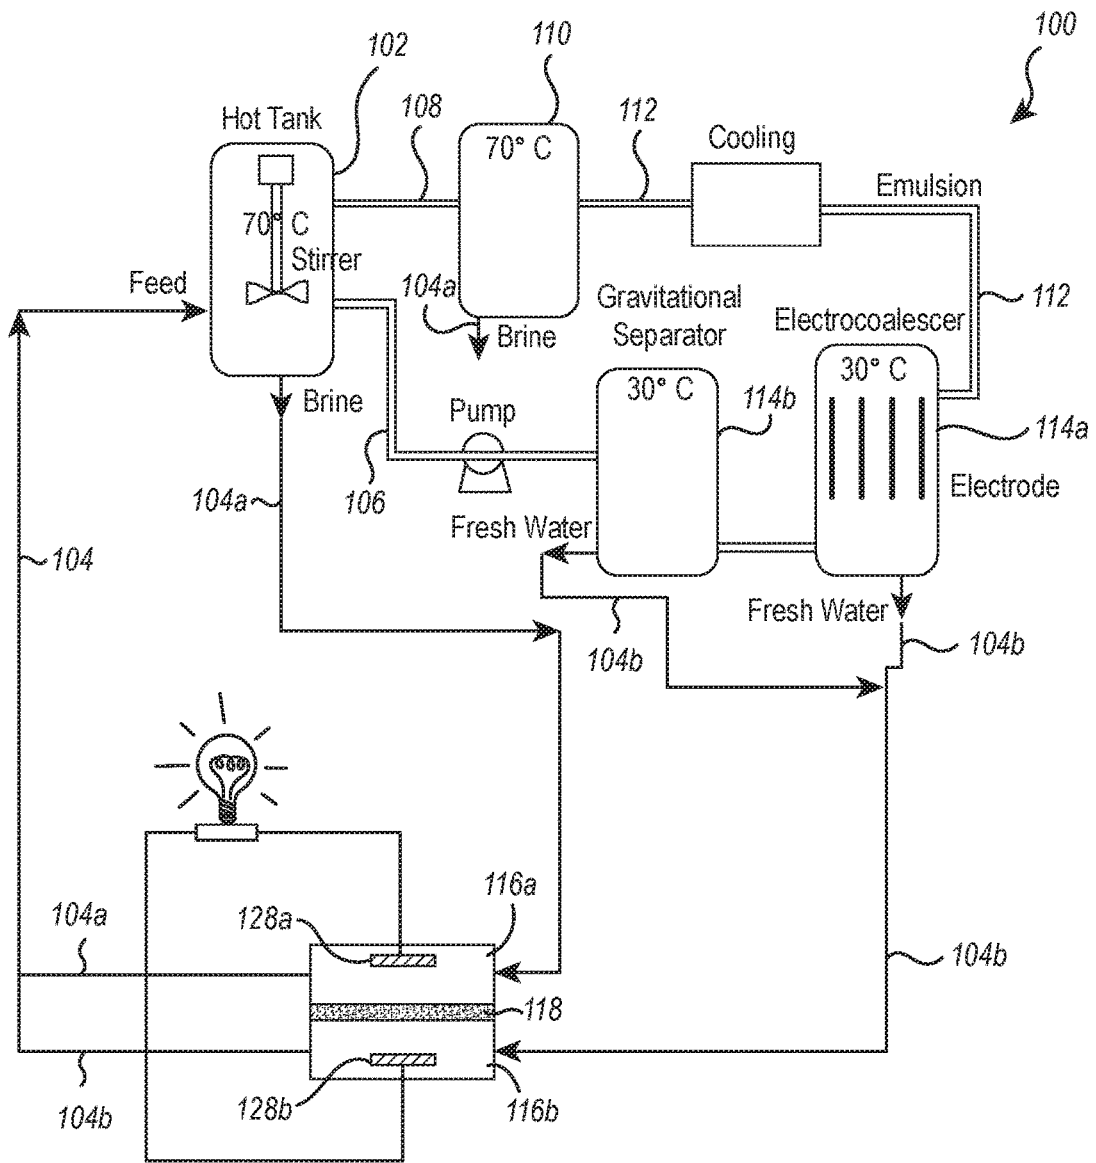 100
110
102
Hot Tank
108
112
Cooling
70° C
Emulsion
70° C
Stirrer
Feed
104a
Gravitational
Separator
112
Brine
Electrocoalescer
30° C
30° C
Brine
Pump
114b
114a
104a
106
Electrode
Fresh Water
104
Fresh Water
104b
104b
116a
128a
104a
104b
118
128b
116b
104b